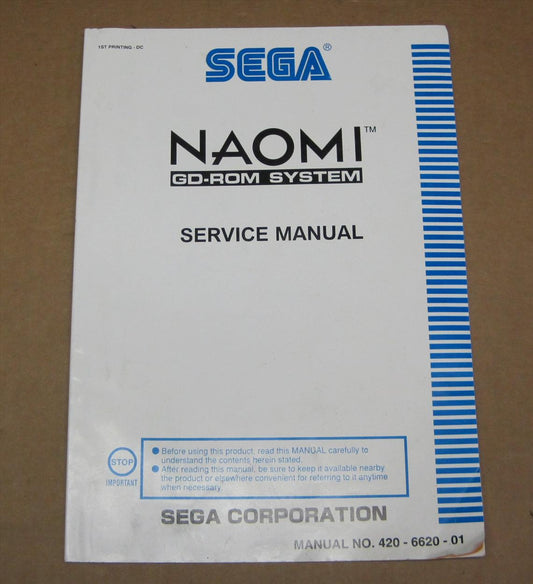 1ST PRINTING - DC
SEGA®
NAOMI™
GD-ROM SYSTEM
SERVICE MANUAL
● Before using this product, read this MANUAL carefully to
understand the contents herein stated.
● After reading this manual, be sure to keep it available nearby
the product or elsewhere convenient for referring to it anytime
when necessary.
STOP
IMPORTANT
SEGA CORPORATION
MANUAL NO. 420 - 6620 - 01